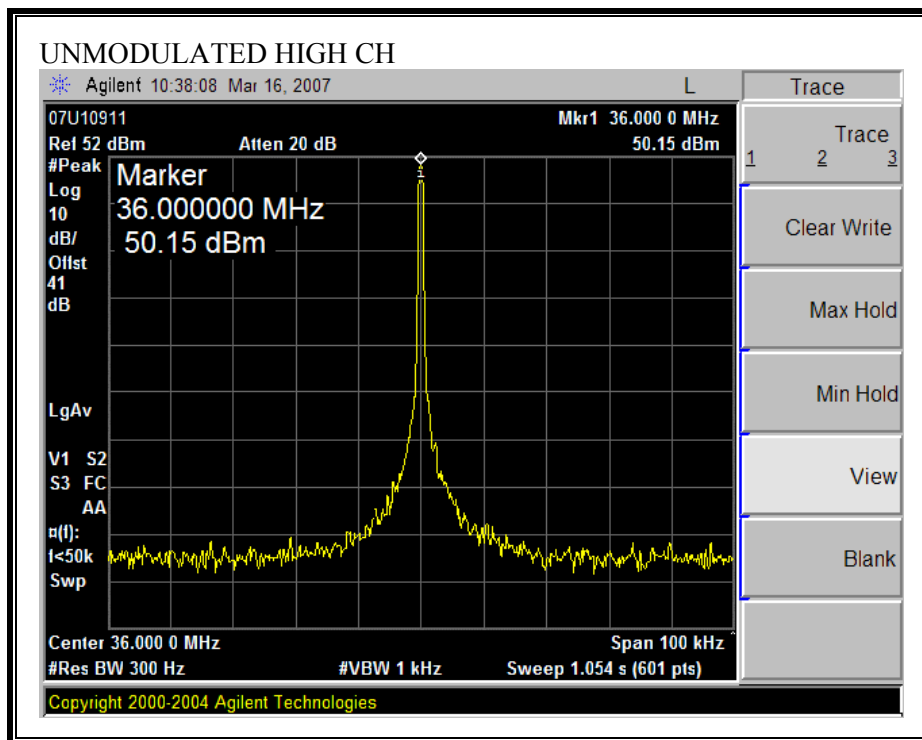 UNMODULATED HIGH CH
Agilent 10:38:08 Mar 16, 2007 L Trace
07U10911 Mkr1 36.000 0 MHz
Ref 52 dBm Atten 20 dB 50.15 dBm
#Peak
Log
10
dB/
Offst
41
dB
LgAv
V1 S2
S3 FC
AA
¤(f):
f<50k
Swp
Marker
36.000000 MHz
50.15 dBm
1
Center 36.000 0 MHz Span 100 kHz ^
#Res BW 300 Hz #VBW 1 kHz Sweep 1.054 s (601 pts)
Copyright 2000-2004 Agilent Technologies
Trace
1 2 3
Clear Write
Max Hold
Min Hold
View
Blank